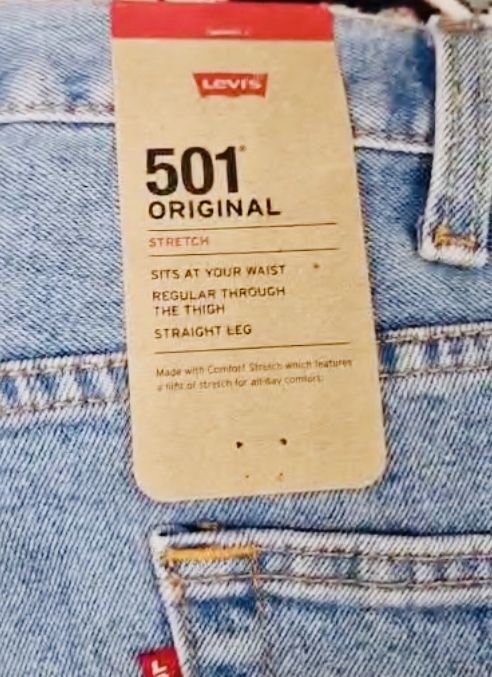 Levi's
501®
ORIGINAL
STRETCH
SITS AT YOUR WAIST
REGULAR THROUGH
THE THIGH
STRAIGHT LEG
Made with Comfort Stretch which features
a hint of stretch for all-day comfort.
L